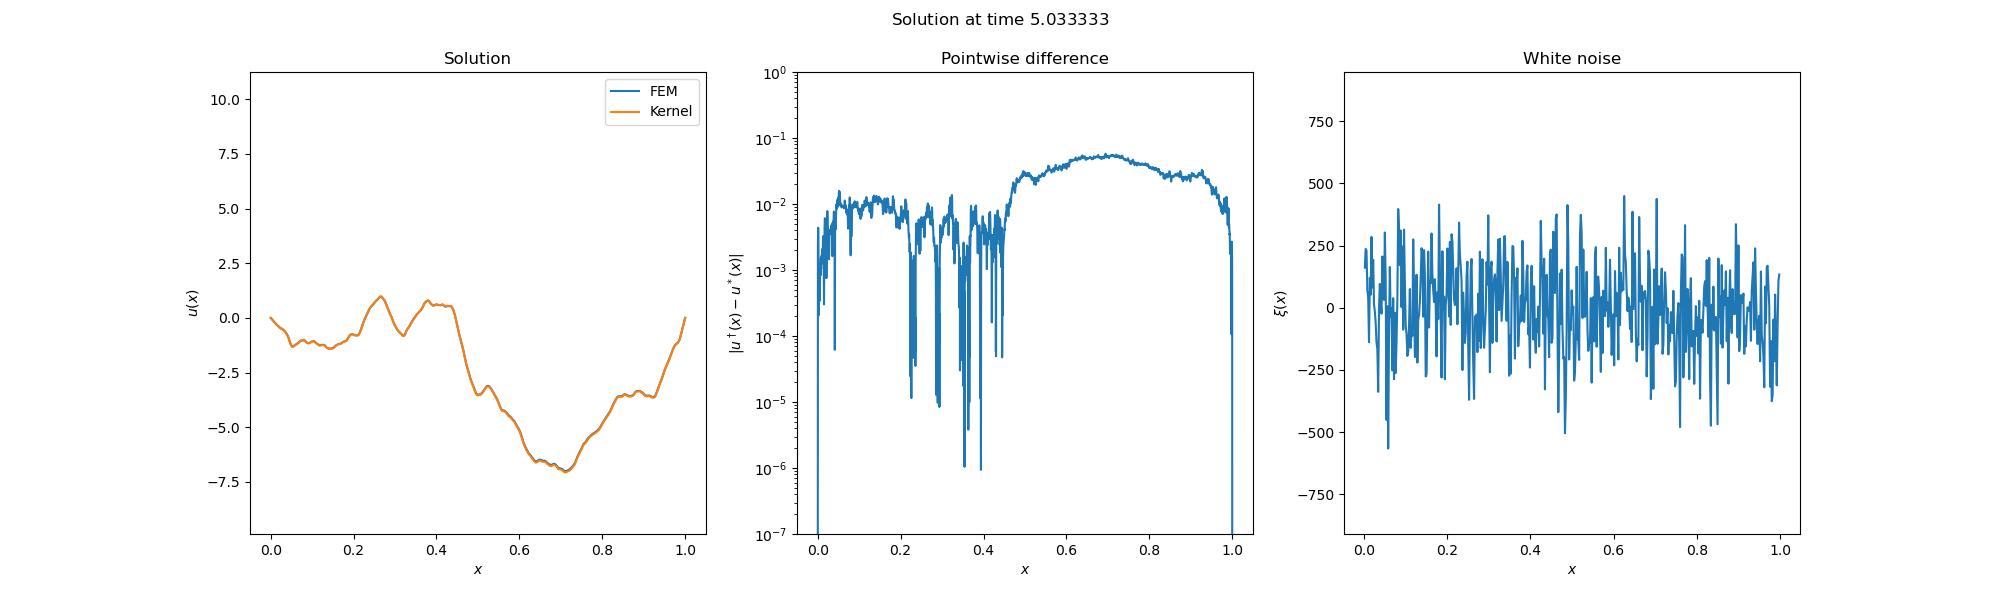 Solution at time 5.033333
Solution
10.0
7.5
5.0
2.5
0.0
−2.5
−5.0
−7.5
u(x)
0.0 0.2 0.4 0.6 0.8 1.0
x
FEM
Kernel
Pointwise difference
10⁰
10⁻¹
10⁻²
10⁻³
10⁻⁴
10⁻⁵
10⁻⁶
10⁻⁷
|u†(x) − u*(x)|
0.0 0.2 0.4 0.6 0.8 1.0
x
White noise
750
500
250
0
−250
−500
−750
ξ(x)
0.0 0.2 0.4 0.6 0.8 1.0
x